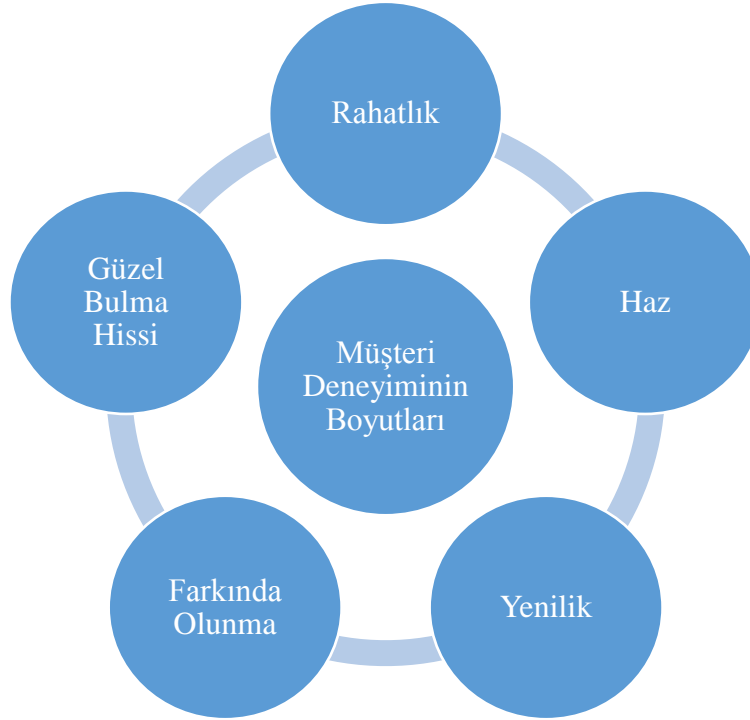 Rahatlık
Haz
Yenilik
Farkında
Olunma
Güzel
Bulma
Hissi
Müşteri
Deneyiminin
Boyutları